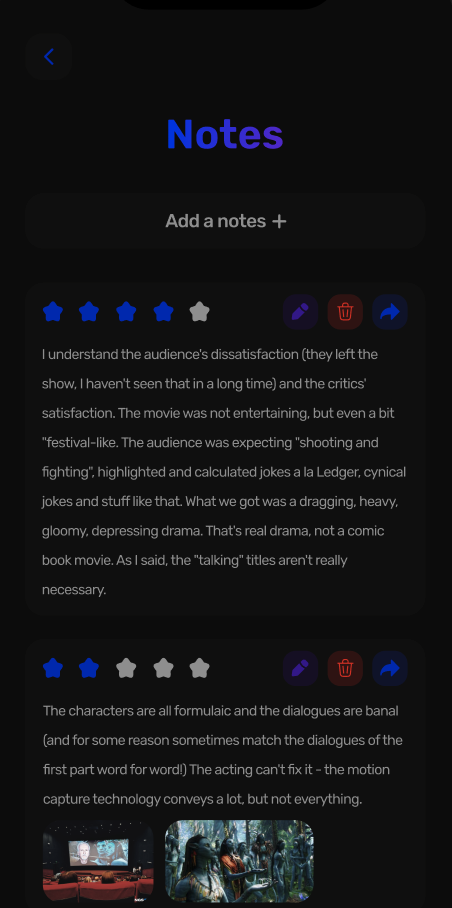 Notes
Add a notes +
I understand the audience's dissatisfaction (they left the
show, I haven't seen that in a long time) and the critics'
satisfaction. The movie was not entertaining, but even a bit
"festival-like. The audience was expecting "shooting and
fighting", highlighted and calculated jokes a la Ledger, cynical
jokes and stuff like that. What we got was a dragging, heavy,
gloomy, depressing drama. That's real drama, not a comic
book movie. As I said, the "talking" titles aren't really
necessary.
The characters are all formulaic and the dialogues are banal
(and for some reason sometimes match the dialogues of the
first part word for word!) The acting can't fix it - the motion
capture technology conveys a lot, but not everything.